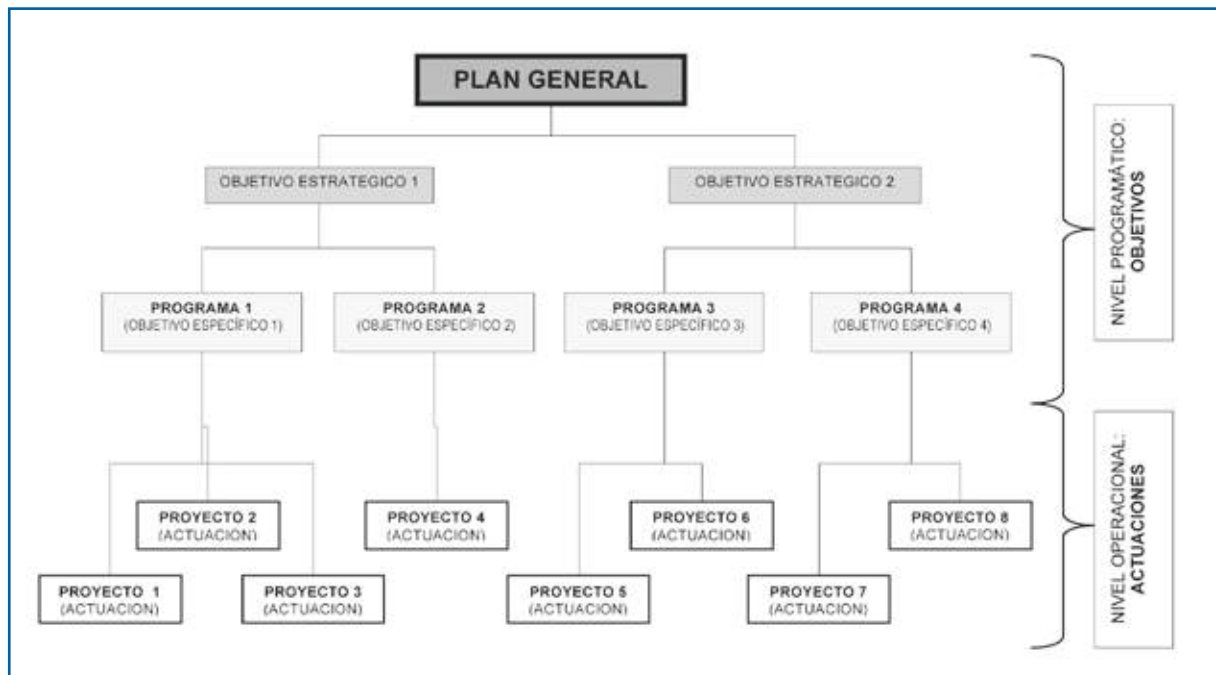 PLAN GENERAL
OBJETIVO ESTRATEGICO 1
OBJETIVO ESTRATEGICO 2
PROGRAMA 1
(OBJETIVO ESPECÍFICO 1)
PROGRAMA 2
(OBJETIVO ESPECÍFICO 2)
PROGRAMA 3
(OBJETIVO ESPECÍFICO 3)
PROGRAMA 4
(OBJETIVO ESPECÍFICO 4)
PROYECTO 2
(ACTUACION)
PROYECTO 4
(ACTUACION)
PROYECTO 6
(ACTUACION)
PROYECTO 8
(ACTUACION)
PROYECTO 1
(ACTUACION)
PROYECTO 3
(ACTUACION)
PROYECTO 5
(ACTUACION)
PROYECTO 7
(ACTUACION)
NIVEL PROGRAMÁTICO:
OBJETIVOS
NIVEL OPERACIONAL:
ACTUACIONES